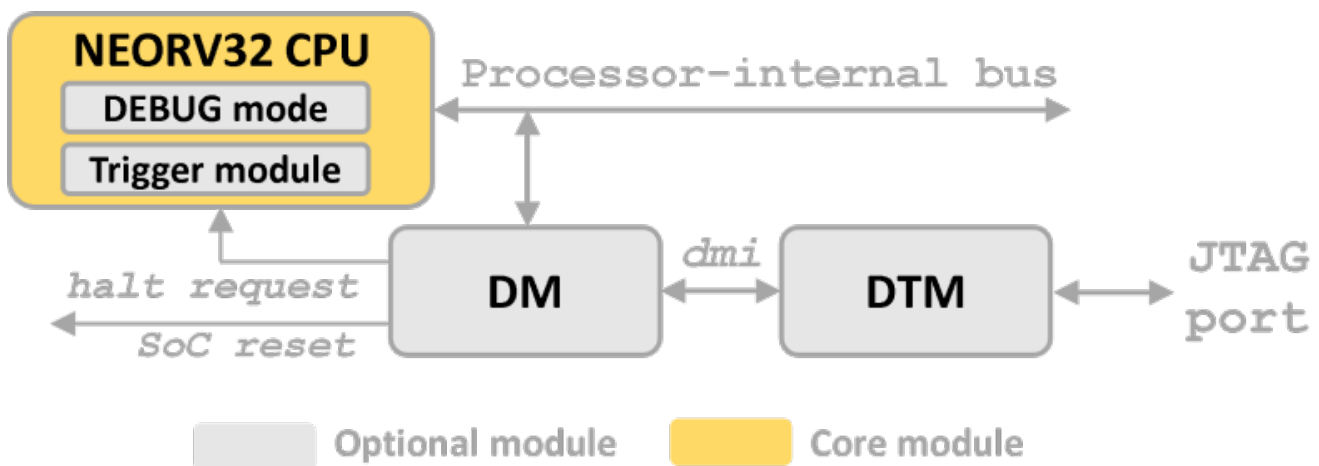 NEORV32 CPU
DEBUG mode
Trigger module
Processor-internal bus
halt request
SoC reset
DM
dmi
DTM
JTAG
port
Optional module
Core module